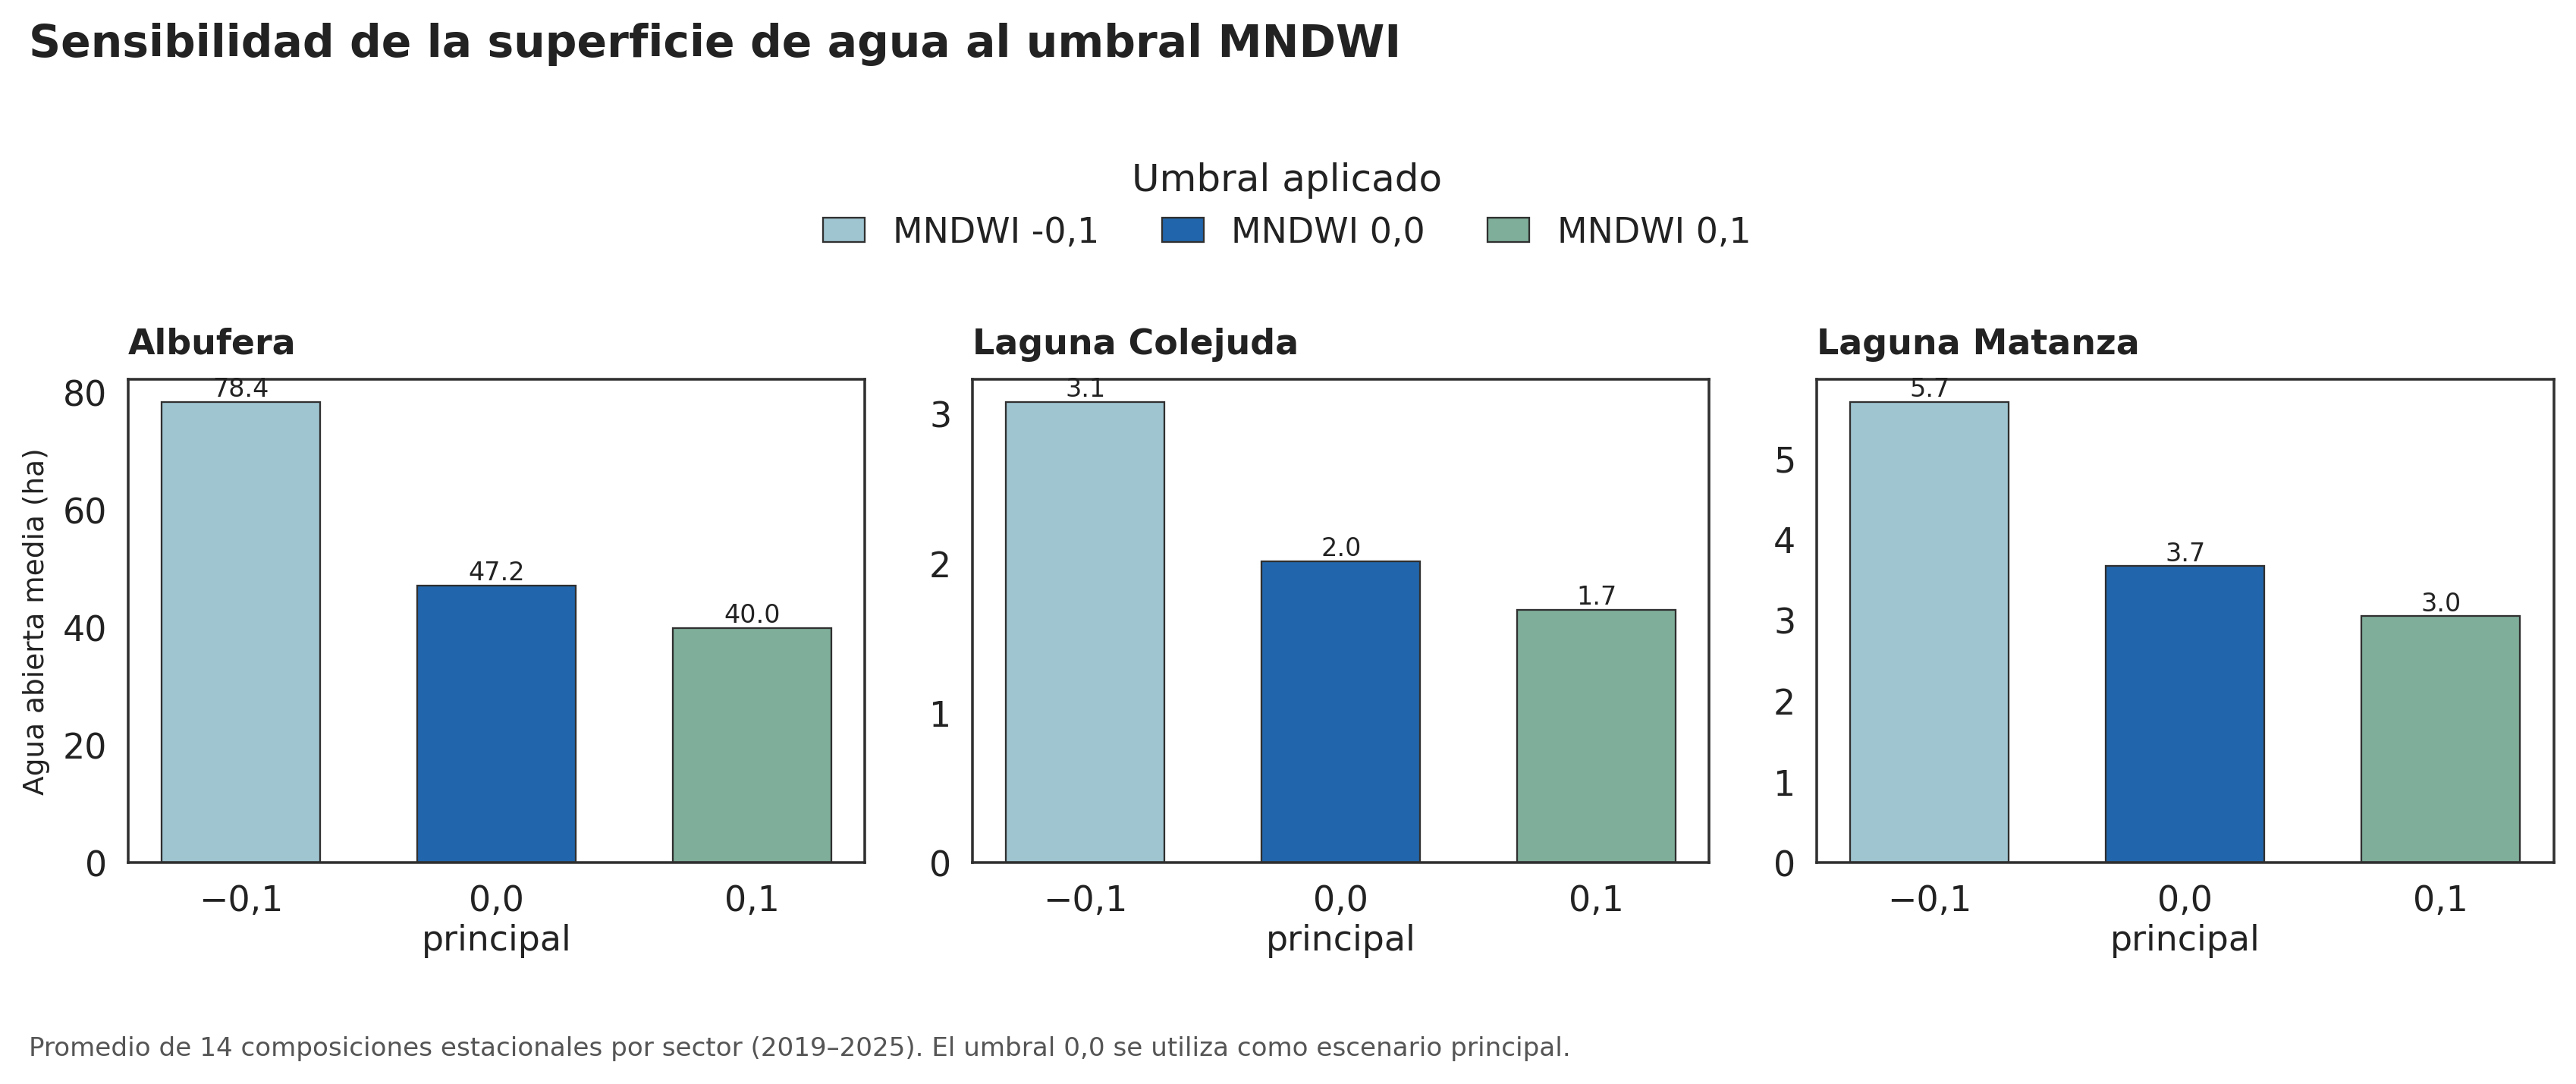 Sensibilidad de la superficie de agua al umbral MNDWI
Umbral aplicado
MNDWI -0,1
MNDWI 0,0
MNDWI 0,1
Albufera
Agua abierta media (ha)
80
60
40
20
0
78.4
47.2
40.0
−0,1
0,0
principal
0,1
Laguna Colejuda
3
2
1
0
3.1
2.0
1.7
−0,1
0,0
principal
0,1
Laguna Matanza
5
4
3
2
1
0
5.7
3.7
3.0
−0,1
0,0
principal
0,1
Promedio de 14 composiciones estacionales por sector (2019–2025). El umbral 0,0 se utiliza como escenario principal.